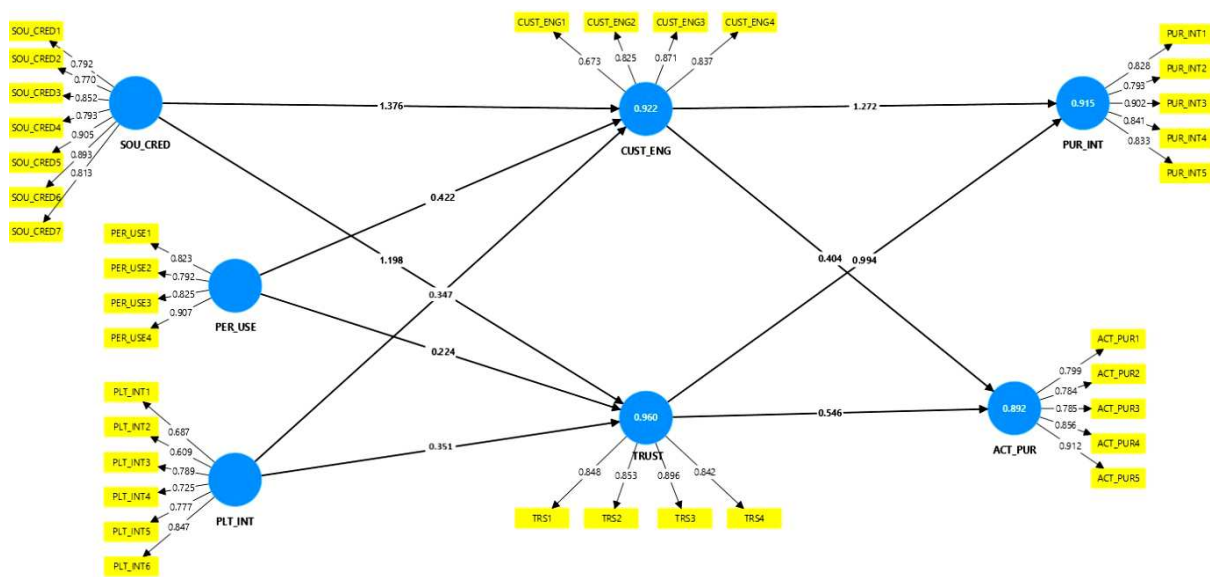 SOU_CRED1
SOU_CRED2
SOU_CRED3
SOU_CRED4
SOU_CRED5
SOU_CRED6
SOU_CRED7
0.792
0.770
0.852
0.793
0.905
0.893
0.813
SOU_CRED
PER_USE1
PER_USE2
PER_USE3
PER_USE4
0.823
0.792
0.825
0.907
PER_USE
PLT_INT1
PLT_INT2
PLT_INT3
PLT_INT4
PLT_INT5
PLT_INT6
0.687
0.609
0.789
0.725
0.777
0.847
PLT_INT
1.376
0.422
1.198
0.347
0.224
0.351
CUST_ENG1
CUST_ENG2
CUST_ENG3
CUST_ENG4
0.673
0.825
0.871
0.837
0.922
CUST_ENG
0.960
TRUST
0.848
0.853
0.896
0.842
TRS1
TRS2
TRS3
TRS4
1.272
0.404
0.994
0.546
0.915
PUR_INT
0.828
0.793
0.902
0.841
0.833
PUR_INT1
PUR_INT2
PUR_INT3
PUR_INT4
PUR_INT5
0.892
ACT_PUR
0.799
0.784
0.785
0.856
0.912
ACT_PUR1
ACT_PUR2
ACT_PUR3
ACT_PUR4
ACT_PUR5